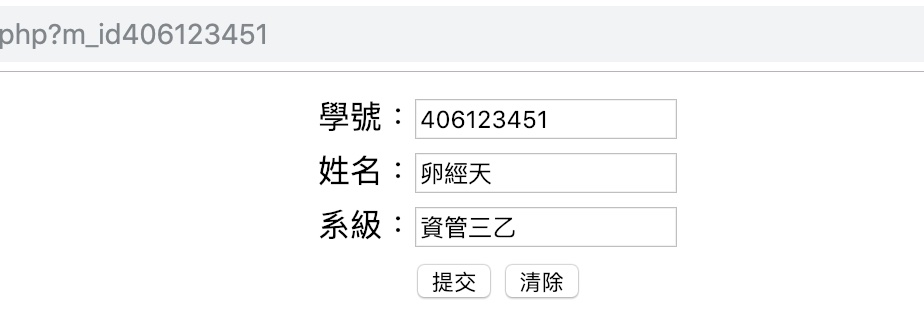 php?m_id406123451
學號：406123451
姓名：卵經天
系級：資管三乙
提交 清除